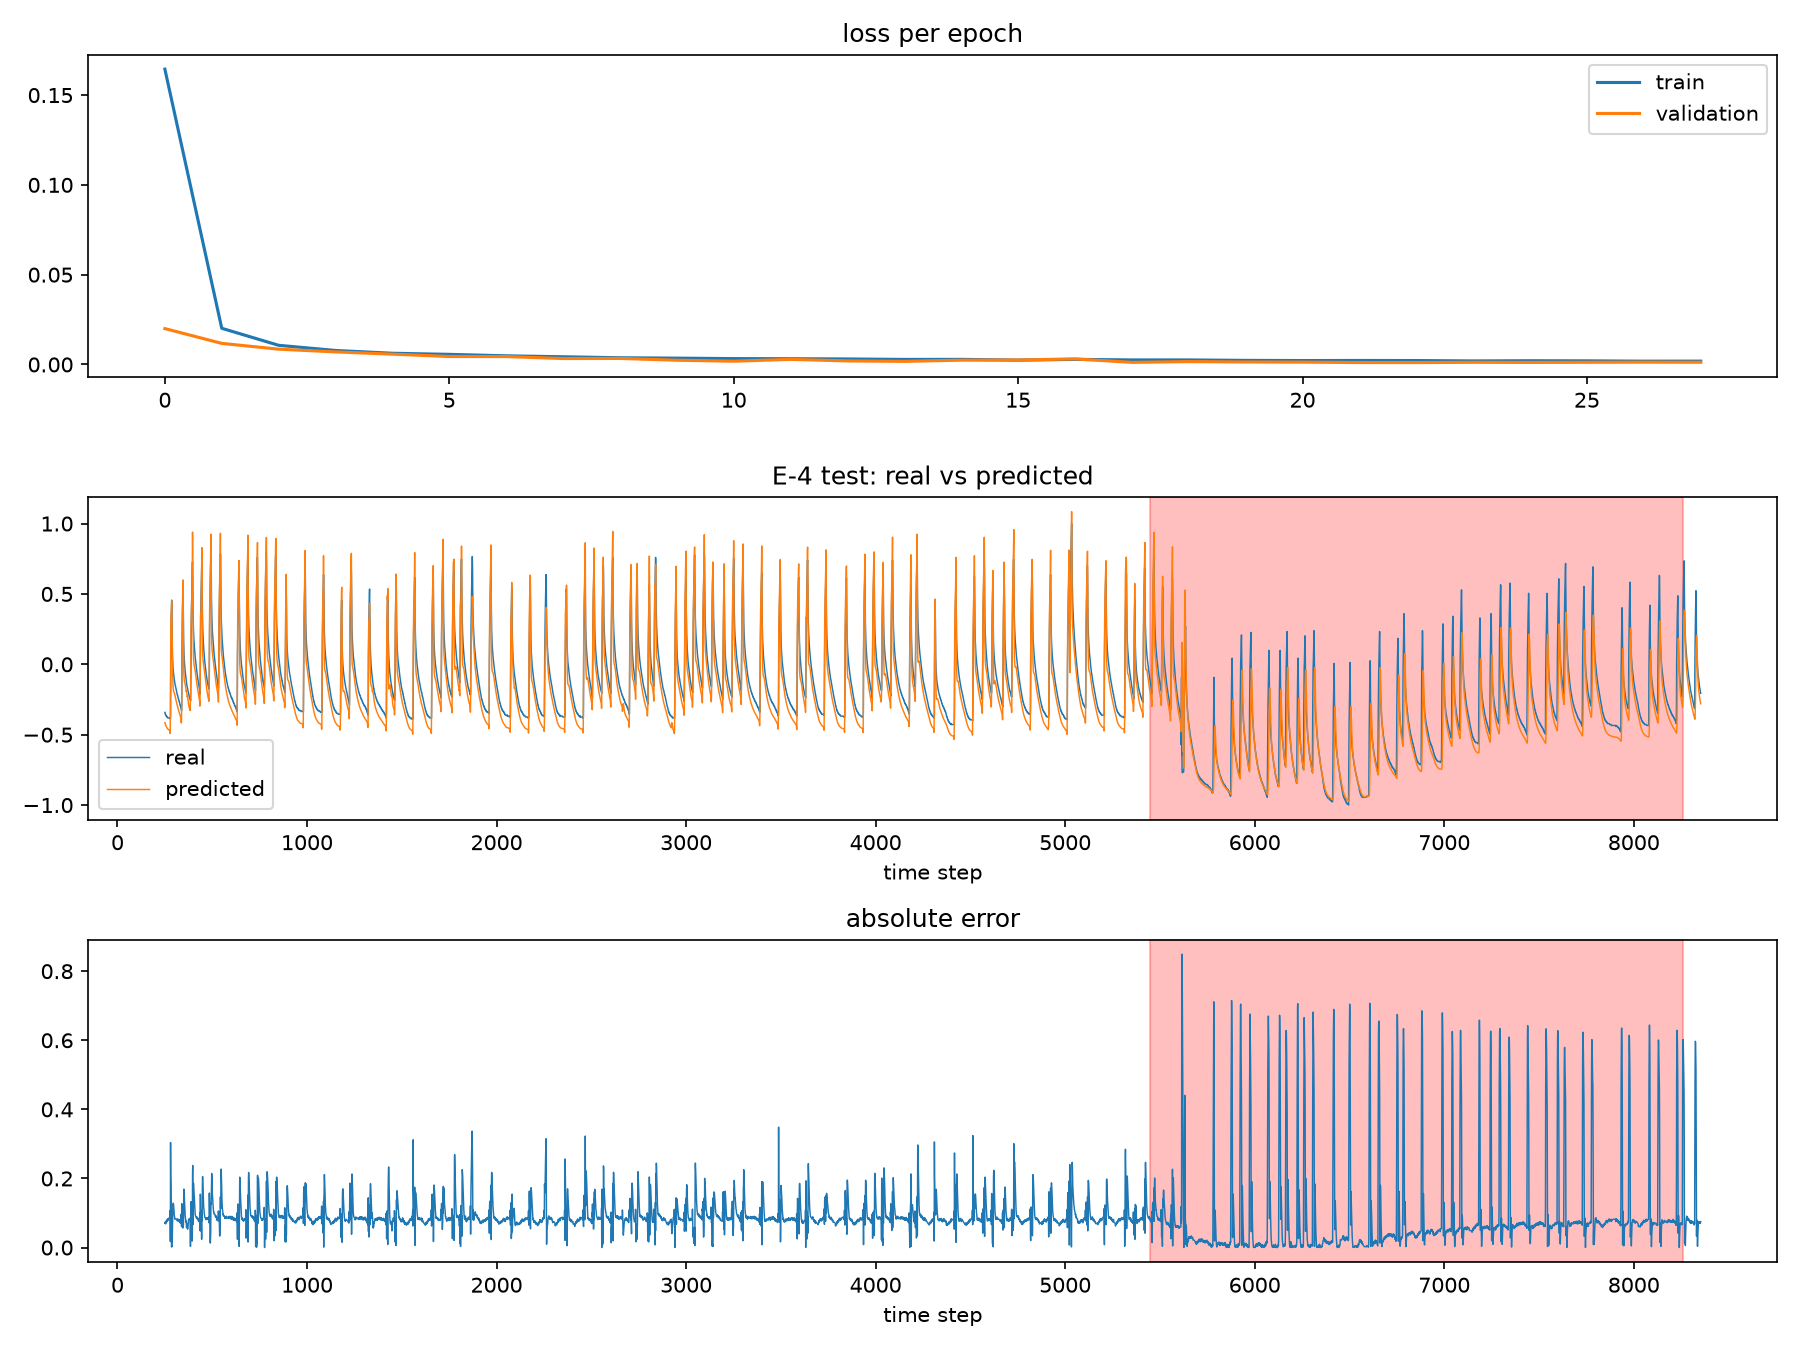 loss per epoch
0.15
0.10
0.05
0.00
train
validation
0 5 10 15 20 25
E-4 test: real vs predicted
1.0
0.5
0.0
−0.5
−1.0
real
predicted
0 1000 2000 3000 4000 5000 6000 7000 8000
time step
absolute error
0.8
0.6
0.4
0.2
0.0
0 1000 2000 3000 4000 5000 6000 7000 8000
time step